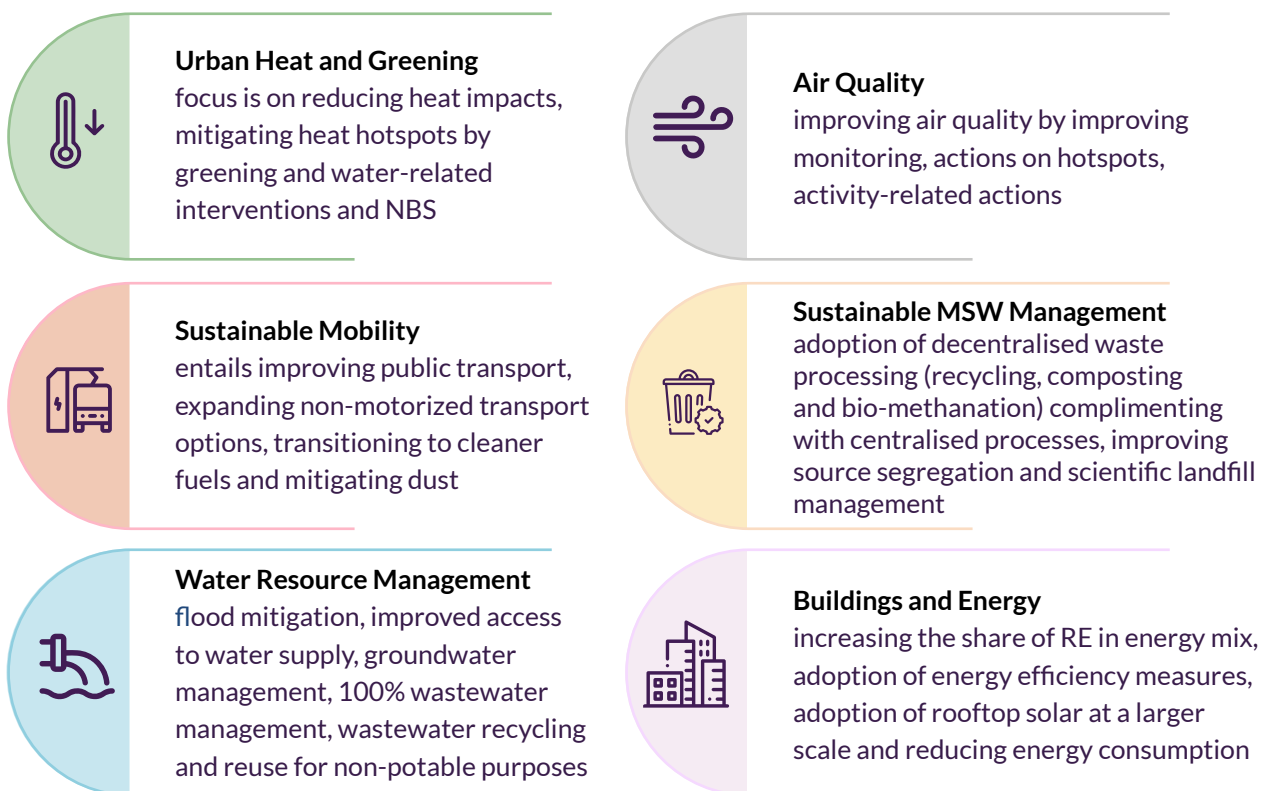 Urban Heat and Greening
focus is on reducing heat impacts,
mitigating heat hotspots by
greening and water-related
interventions and NBS
Air Quality
improving air quality by improving
monitoring, actions on hotspots,
activity-related actions
Sustainable Mobility
entails improving public transport,
expanding non-motorized transport
options, transitioning to cleaner
fuels and mitigating dust
Sustainable MSW Management
adoption of decentralised waste
processing (recycling, composting
and bio-methanation) complimenting
with centralised processes, improving
source segregation and scientific landfill
management
Water Resource Management
flood mitigation, improved access
to water supply, groundwater
management, 100% wastewater
management, wastewater recycling
and reuse for non-potable purposes
Buildings and Energy
increasing the share of RE in energy mix,
adoption of energy efficiency measures,
adoption of rooftop solar at a larger
scale and reducing energy consumption